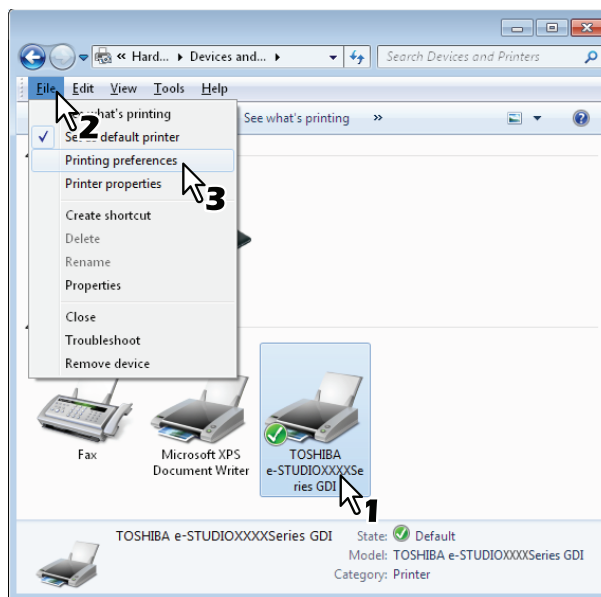 « Hard... ▸ Devices and... ▸
Search Devices and Printers
File Edit View Tools Help
2
what's printing
See what's printing »
default printer
Printing preferences
3
Printer properties
Create shortcut
Delete
Rename
Properties
Close
Troubleshoot
Remove device
Fax
Microsoft XPS
Document Writer
TOSHIBA
e-STUDIOXXXXSe
ries GDI
1
TOSHIBA e-STUDIOXXXXSeries GDI
State: Default
Model: TOSHIBA e-STUDIOXXXXSeries GDI
Category: Printer